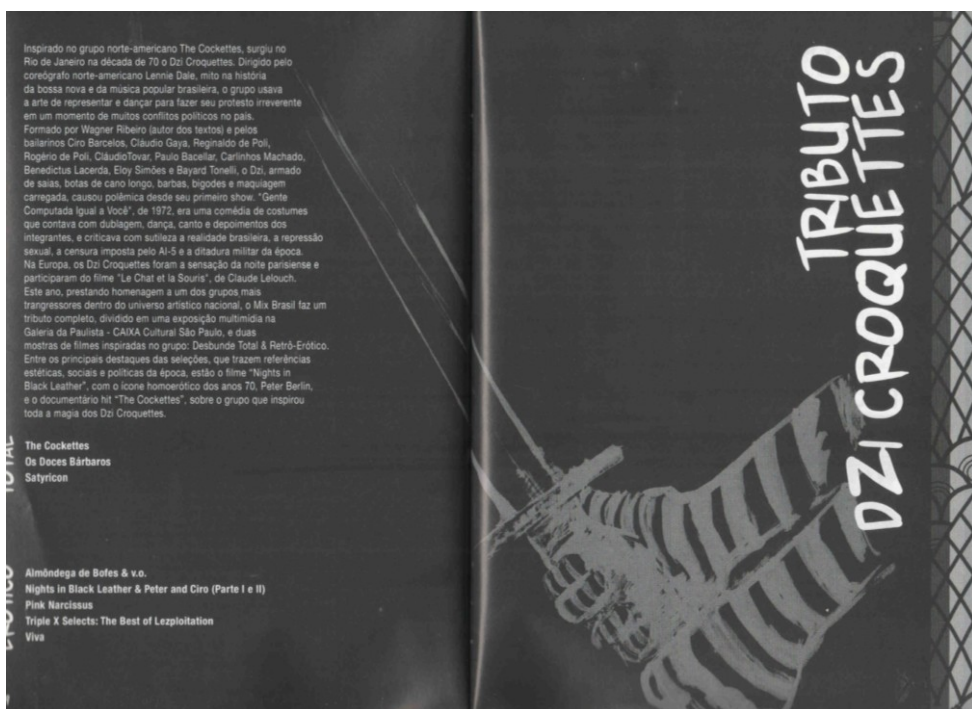 Inspirado no grupo norte-americano The Cockettes, surgiu no
Rio de Janeiro na década de 70 o Dzi Croquettes. Dirigido pelo
coreógrafo norte-americano Lennie Dale, mito na história
da bossa nova e da música popular brasileira, o grupo usava
a arte de representar e dançar para fazer seu protesto irreverente
em um momento de muitos conflitos políticos no país.
Formado por Wagner Ribeiro (autor dos textos) e pelos
bailarinos Ciro Barcelos, Cláudio Gaya, Reginaldo de Poli,
Rogério de Poli, CláudioTovar, Paulo Bacellar, Carlinhos Machado,
Benedictus Lacerda, Eloy Simões e Bayard Tonelli, o Dzi, armado
de saias, botas de cano longo, barbas, bigodes e maquiagem
carregada, causou polêmica desde seu primeiro show. "Gente
Computada Igual a Você", de 1972, era uma comédia de costumes
que contava com dublagem, dança, canto e depoimentos dos
integrantes, e criticava com sutileza a realidade brasileira, a repressão
sexual, a censura imposta pelo AI-5 e a ditadura militar da época.
Na Europa, os Dzi Croquettes foram a sensação da noite parisiense e
participaram do filme "Le Chat et la Souris", de Claude Lelouch.
Este ano, prestando homenagem a um dos grupos mais
trangressores dentro do universo artístico nacional, o Mix Brasil faz um
tributo completo, dividido em uma exposição multimídia na
Galeria da Paulista - CAIXA Cultural São Paulo, e duas
mostras de filmes inspiradas no grupo: Desbunde Total & Retrô-Erótico.
Entre os principais destaques das seleções, que trazem referências
estéticas, sociais e políticas da época, estão o filme "Nights in
Black Leather", com o ícone homoerótico dos anos 70, Peter Berlin,
e o documentário hit "The Cockettes", sobre o grupo que inspirou
toda a magia dos Dzi Croquettes.
TOTAL
The Cockettes
Os Doces Bárbaros
Satyricon
Almôndega de Bofes & v.o.
Nights in Black Leather & Peter and Ciro (Parte I e II)
Pink Narcissus
Triple X Selects: The Best of Lezploitation
Viva
TRIBUTO
DZI CROQUETTES